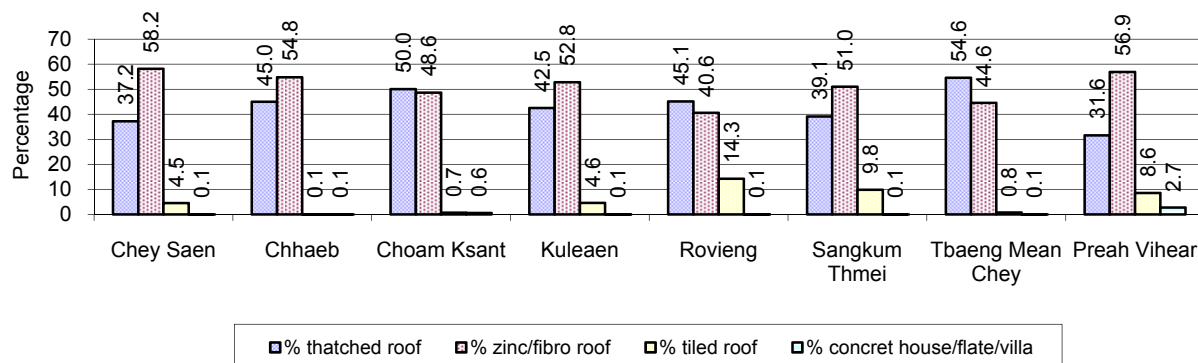 Percentage
70
60
50
40
30
20
10
0
37.2 58.2 4.5 0.1
45.0 54.8 0.1 0.1
50.0 48.6 0.7 0.6
42.5 52.8 4.6 0.1
45.1 40.6 14.3 0.1
39.1 51.0 9.8 0.1
54.6 44.6 0.8 0.1
31.6 56.9 8.6 2.7
Chey Saen Chhaeb Choam Ksant Kuleaen Rovieng Sangkum Tbaeng Mean Preah Vihear
Thmei Chey
% thatched roof % zinc/fibro roof % tiled roof % concret house/flate/villa